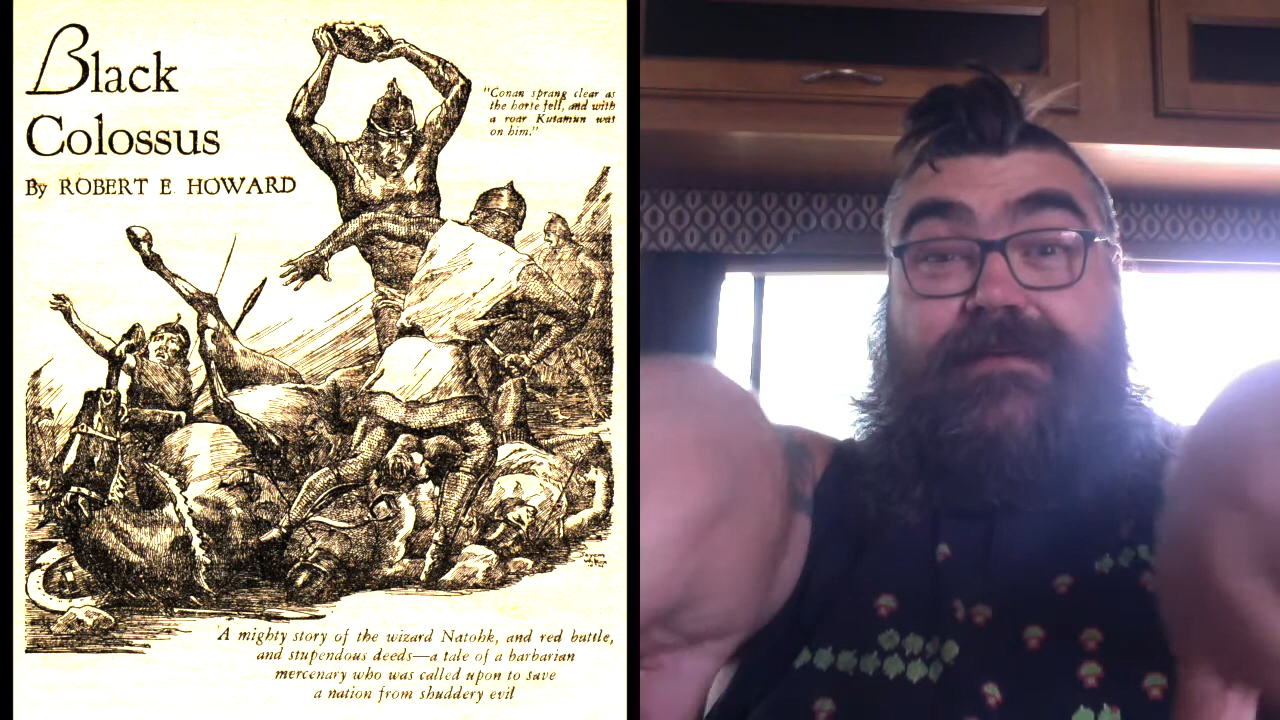 Black
Colossus
By ROBERT E. HOWARD
"Conan sprang clear as
the horse fell, and with
a roar Kutamun was
on him."
A mighty story of the wizard Natohk, and red battle,
and stupendous deeds—a tale of a barbarian
mercenary who was called upon to save
a nation from shuddery evil